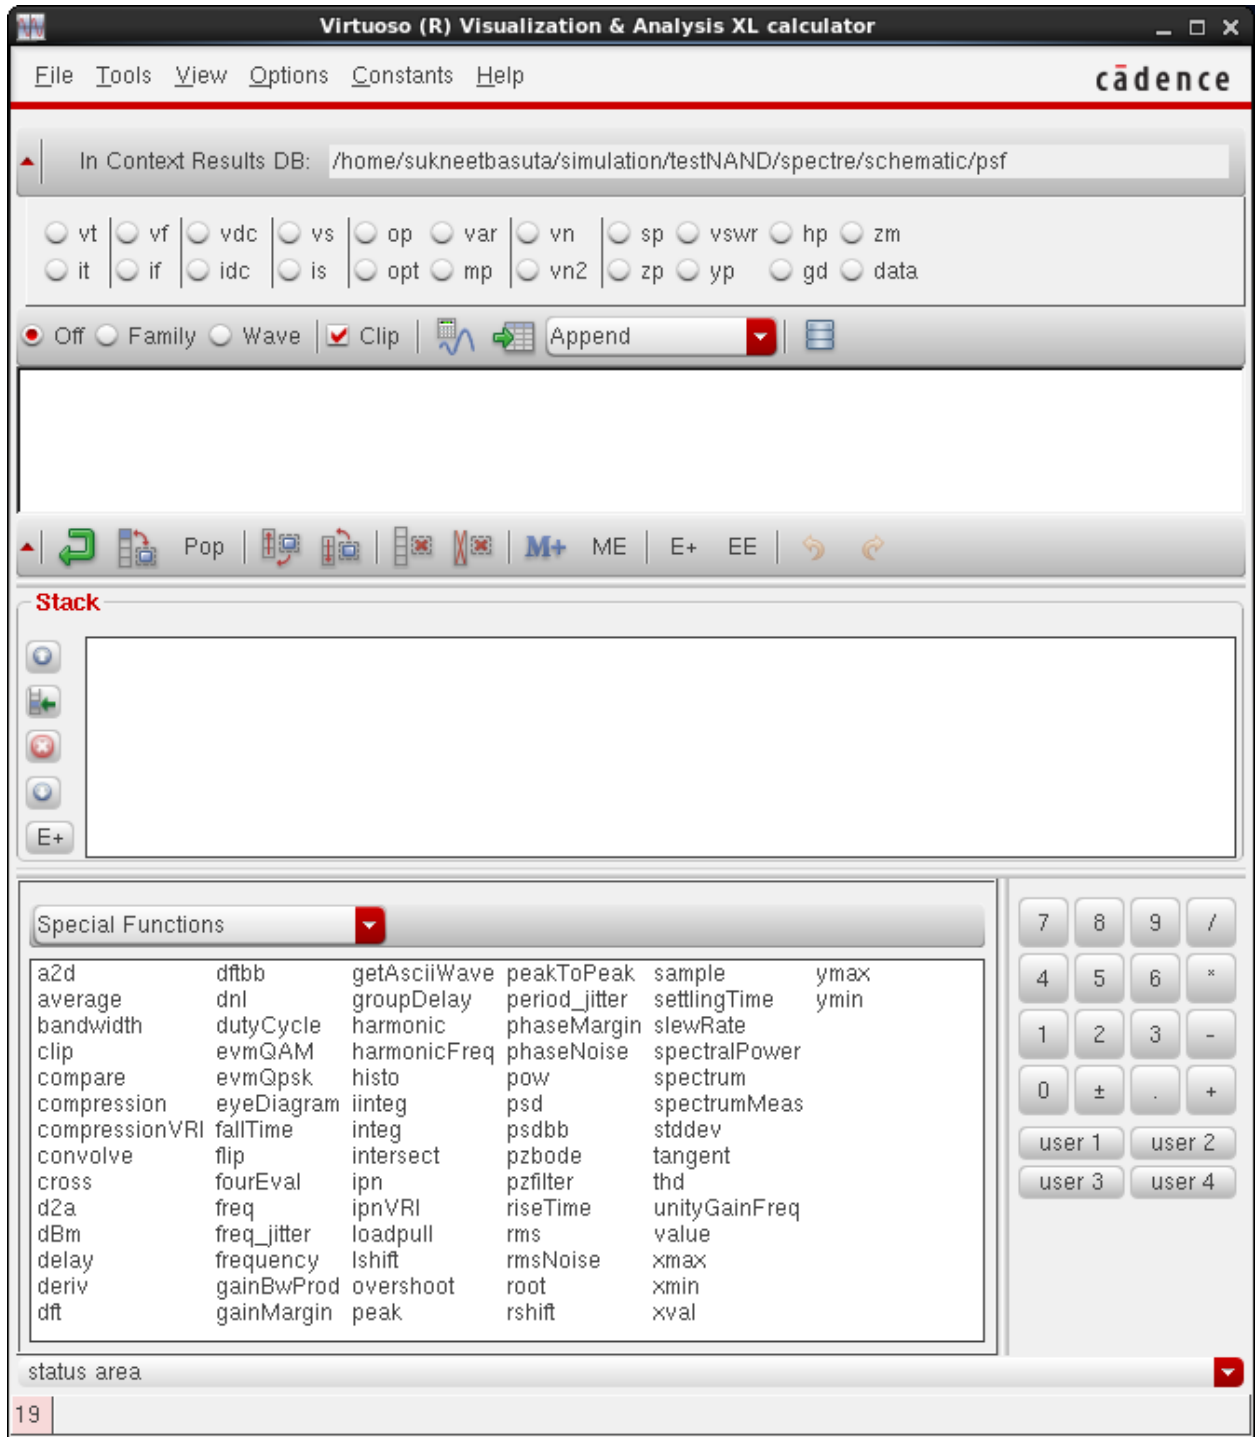 Virtuoso (R) Visualization & Analysis XL calculator
File Tools View Options Constants Help cādence
In Context Results DB: /home/sukneetbasuta/simulation/testNAND/spectre/schematic/psf
vt vf vdc vs op var vn sp vswr hp zm
it if idc is opt mp vn2 zp yp gd data
Off Family Wave Clip Append
Pop M+ ME E+ EE
Stack
E+
Special Functions 7 8 9 /
a2d dftbb getAsciiWave peakToPeak sample ymax
average dnl groupDelay period_jitter settlingTime ymin 4 5 6 *
bandwidth dutyCycle harmonic phaseMargin slewRate
clip evmQAM harmonicFreq phaseNoise spectralPower 1 2 3 -
compare evmQpsk histo pow spectrum
compression eyeDiagram iinteg psd spectrumMeas 0 ± . +
compressionVRI fallTime integ psdbb stddev
convolve flip intersect pzbode tangent user 1 user 2
cross fourEval ipn pzfilter thd user 3 user 4
d2a freq ipnVRI riseTime unityGainFreq
dBm freq_jitter loadpull rms value
delay frequency lshift rmsNoise xmax
deriv gainBwProd overshoot root xmin
dft gainMargin peak rshift xval
status area
19